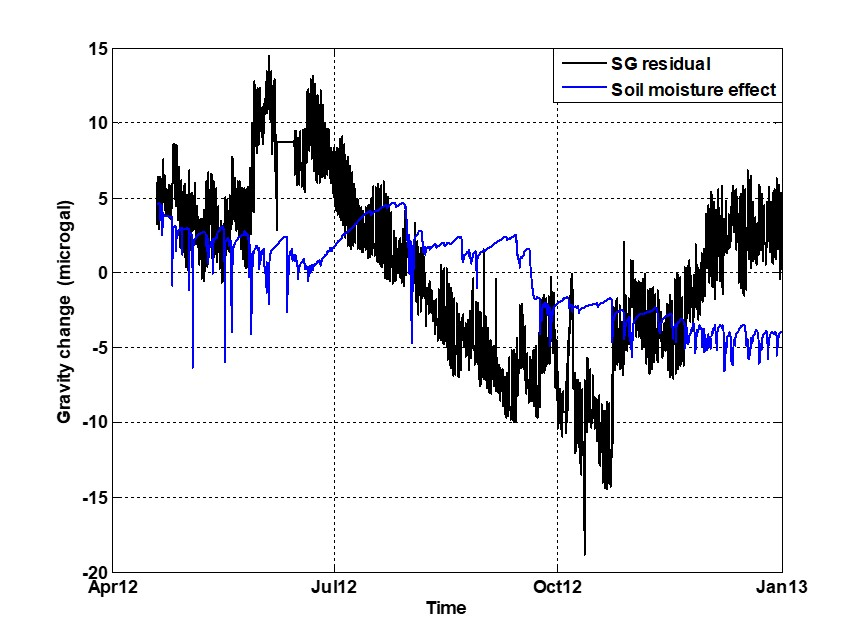 15
10
5
0
-5
-10
-15
-20
Gravity change (microgal)
SG residual
Soil moisture effect
Apr12 Jul12 Oct12 Jan13
Time